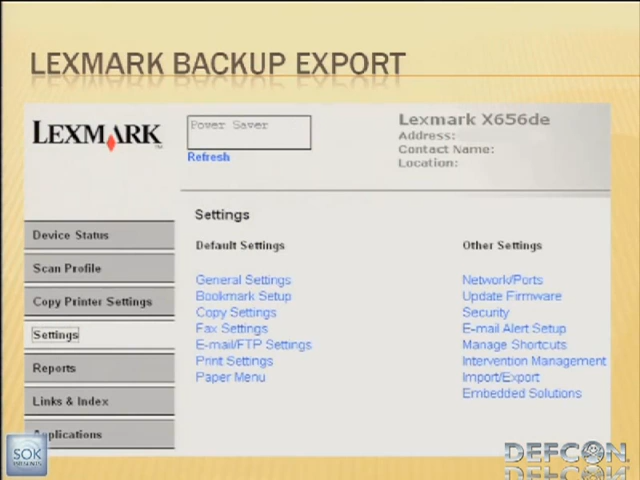 LEXMARK BACKUP EXPORT
LEXMARK
Power Saver
Refresh
Lexmark X656de
Address:
Contact Name:
Location:
Device Status
Scan Profile
Copy Printer Settings
Settings
Reports
Links & Index
Applications
Settings
Default Settings
General Settings
Bookmark Setup
Copy Settings
Fax Settings
E-mail/FTP Settings
Print Settings
Paper Menu
Other Settings
Network/Ports
Update Firmware
Security
E-mail Alert Setup
Manage Shortcuts
Intervention Management
Import/Export
Embedded Solutions
SOK
PRESENTS
DEFCON